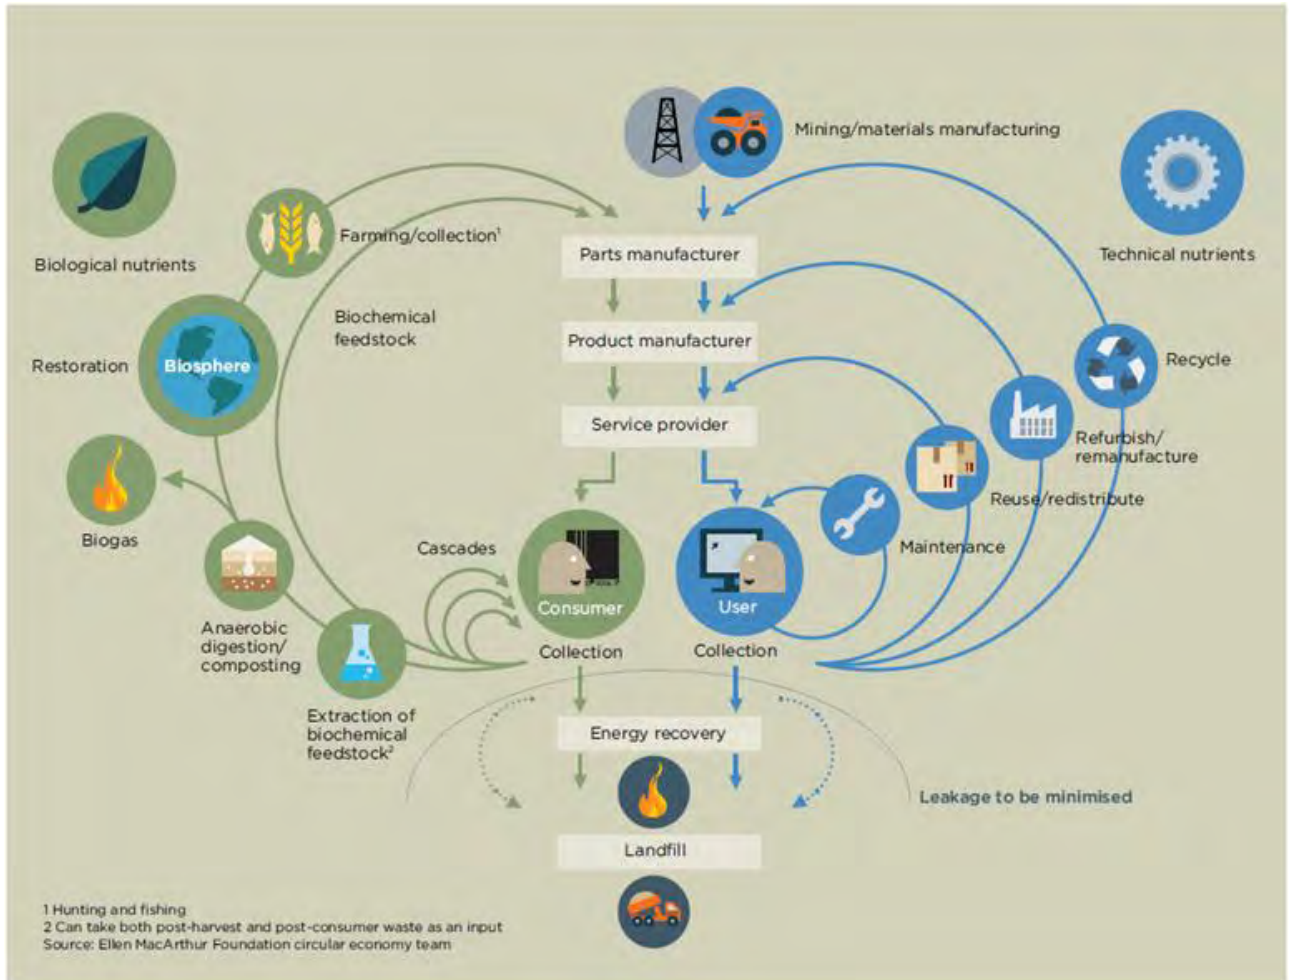 Mining/materials manufacturing
Biological nutrients
Farming/collection¹
Technical nutrients
Parts manufacturer
Biochemical
feedstock
Product manufacturer
Restoration
Biosphere
Recycle
Service provider
Refurbish/
remanufacture
Reuse/redistribute
Biogas
Cascades
Maintenance
Consumer
User
Anaerobic
digestion/
composting
Collection
Collection
Extraction of
biochemical
feedstock²
Energy recovery
Leakage to be minimised
Landfill
1 Hunting and fishing
2 Can take both post-harvest and post-consumer waste as an input
Source: Ellen MacArthur Foundation circular economy team